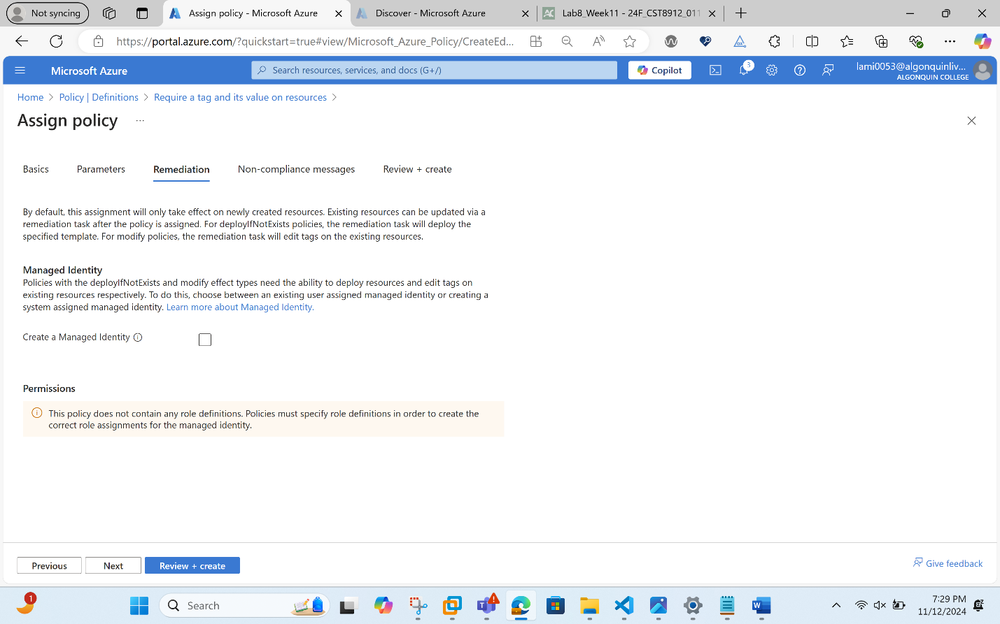 Not syncing
Assign policy - Microsoft Azure
Discover - Microsoft Azure
Lab8_Week11 - 24F_CST8912_011
https://portal.azure.com/?quickstart=true#view/Microsoft_Azure_Policy/CreateEd...
Microsoft Azure
Search resources, services, and docs (G+/)
Copilot
3
lami0053@algonquinliv...
ALGONQUIN COLLEGE
Home > Policy | Definitions > Require a tag and its value on resources >
Assign policy ...
Basics
Parameters
Remediation
Non-compliance messages
Review + create
By default, this assignment will only take effect on newly created resources. Existing resources can be updated via a
remediation task after the policy is assigned. For deployIfNotExists policies, the remediation task will deploy the
specified template. For modify policies, the remediation task will edit tags on the existing resources.
Managed Identity
Policies with the deployIfNotExists and modify effect types need the ability to deploy resources and edit tags on
existing resources respectively. To do this, choose between an existing user assigned managed identity or creating a
system assigned managed identity. Learn more about Managed Identity.
Create a Managed Identity
Permissions
This policy does not contain any role definitions. Policies must specify role definitions in order to create the
correct role assignments for the managed identity.
Previous
Next
Review + create
Give feedback
1
Search
7:29 PM
11/12/2024